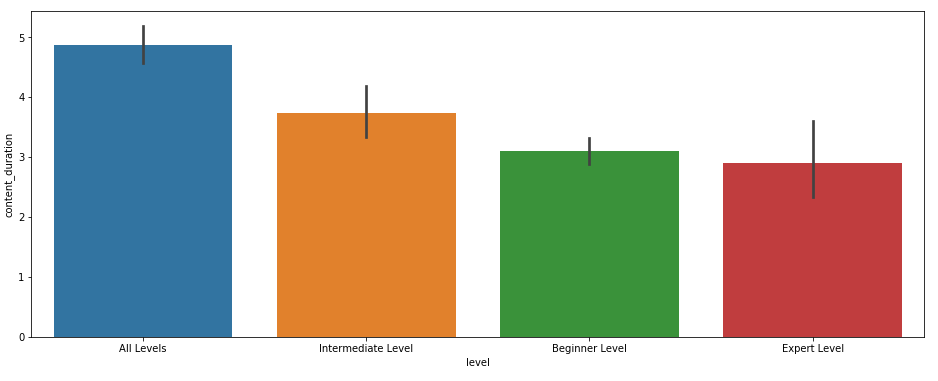 content_duration
5
4
3
2
1
0
All Levels
Intermediate Level
Beginner Level
Expert Level
level